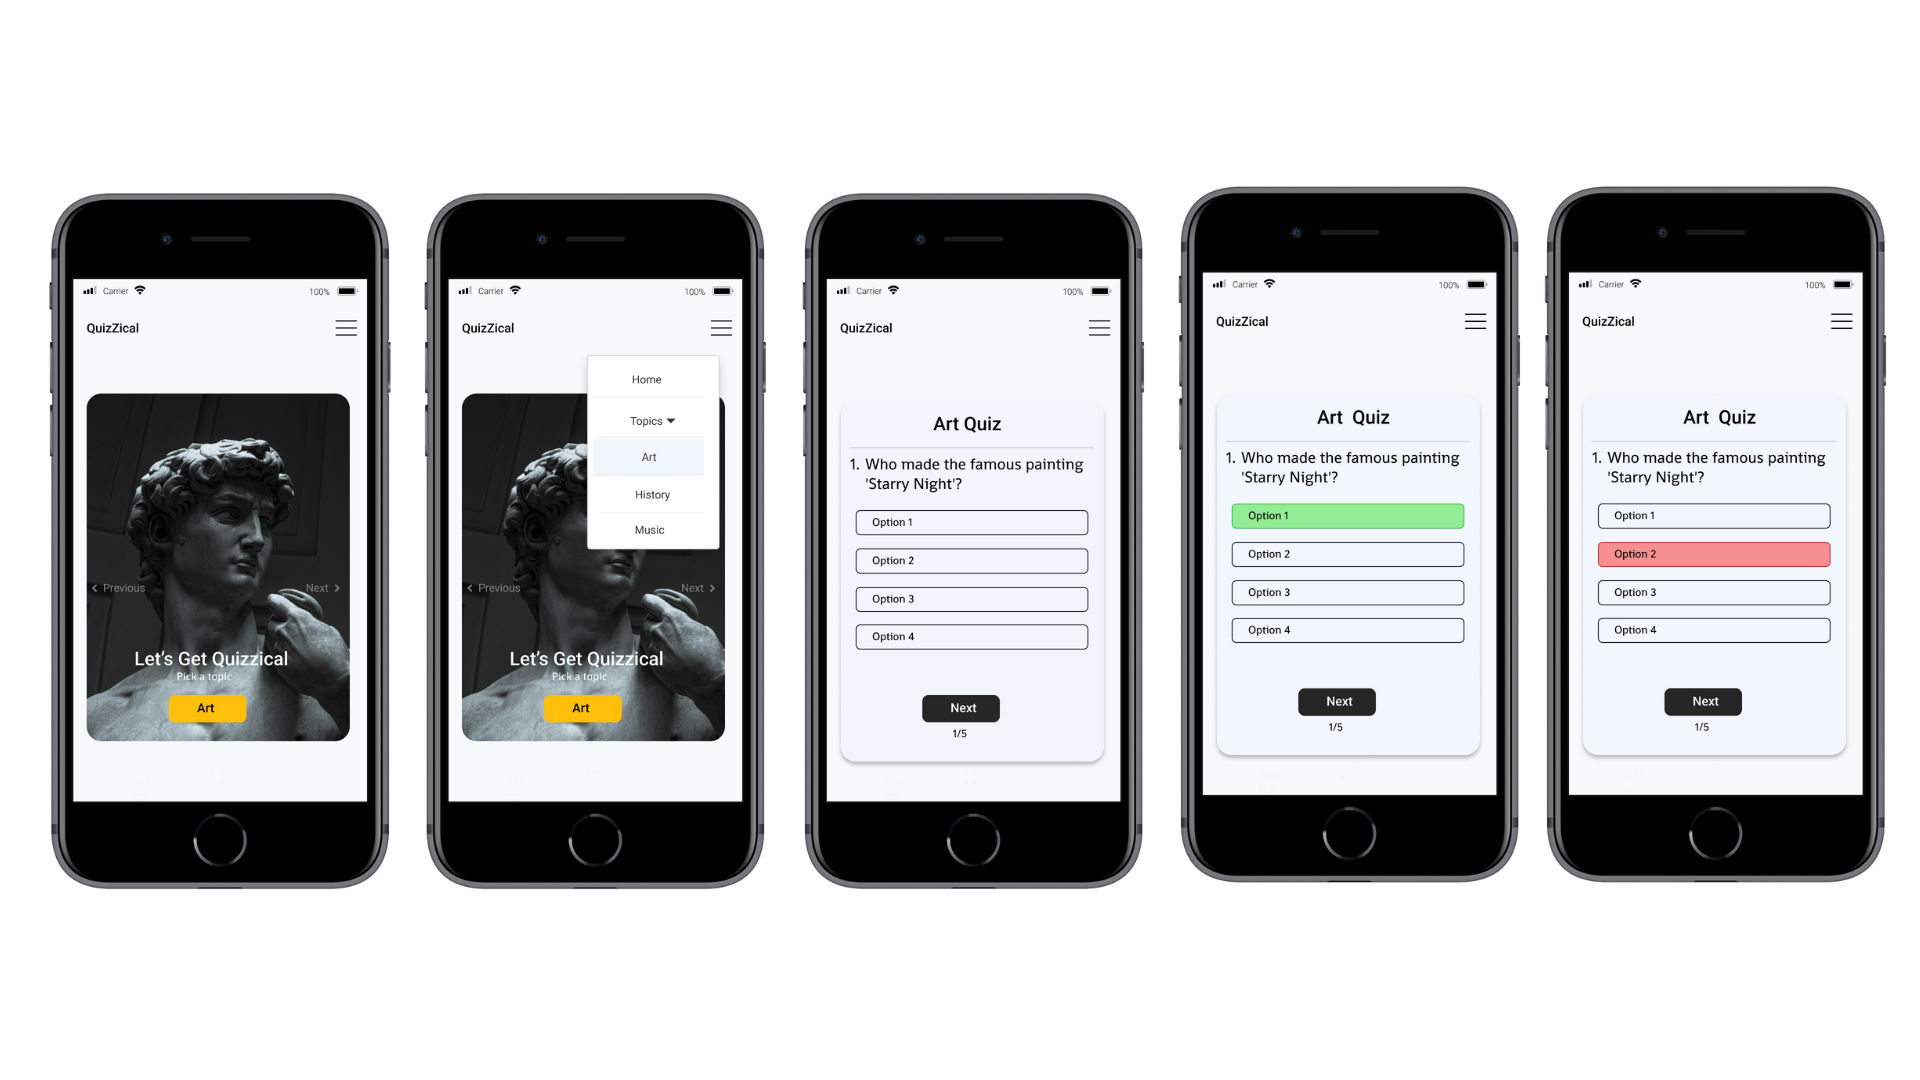 Carrier 100%
QuizZical
Previous Next
Let's Get Quizzical
Pick a topic
Art
Carrier 100%
QuizZical
Home
Topics
Art
History
Music
Previous Next
Let's Get Quizzical
Pick a topic
Art
Carrier 100%
QuizZical
Art Quiz
1. Who made the famous painting
'Starry Night'?
Option 1
Option 2
Option 3
Option 4
Next
1/5
Carrier 100%
QuizZical
Art Quiz
1. Who made the famous painting
'Starry Night'?
Option 1
Option 2
Option 3
Option 4
Next
1/5
Carrier 100%
QuizZical
Art Quiz
1. Who made the famous painting
'Starry Night'?
Option 1
Option 2
Option 3
Option 4
Next
1/5